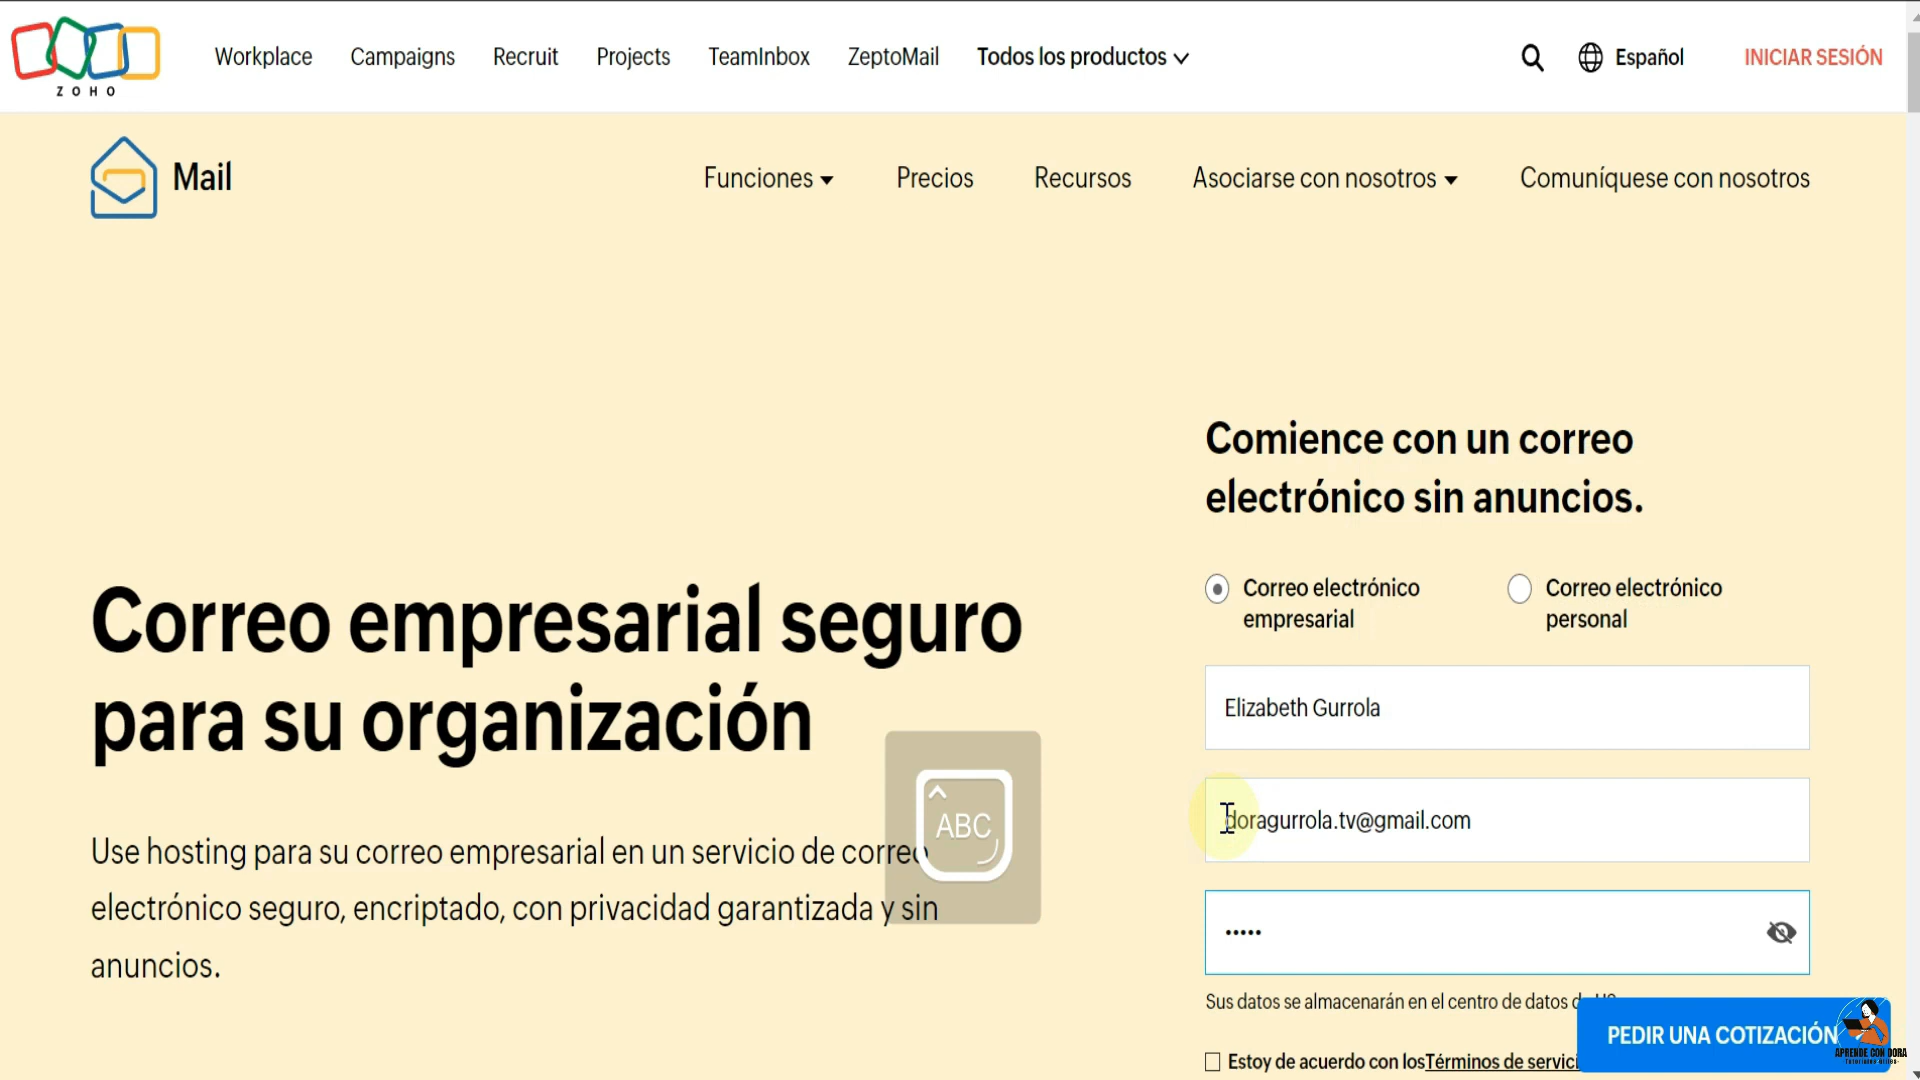 ZOHO
Workplace
Campaigns
Recruit
Projects
TeamInbox
ZeptoMail
Todos los productos
Español
INICIAR SESIÓN
Mail
Funciones
Precios
Recursos
Asociarse con nosotros
Comuníquese con nosotros
Comience con un correo
electrónico sin anuncios.
Correo electrónico
empresarial
Correo electrónico
personal
Elizabeth Gurrola
doragurrola.tv@gmail.com
•••••
Correo empresarial seguro
para su organización
ABC
Use hosting para su correo empresarial en un servicio de correo
electrónico seguro, encriptado, con privacidad garantizada y sin
anuncios.
Sus datos se almacenarán en el centro de datos
PEDIR UNA COTIZACIÓN
APRENDE CON DORA
Estoy de acuerdo con los Términos de servici